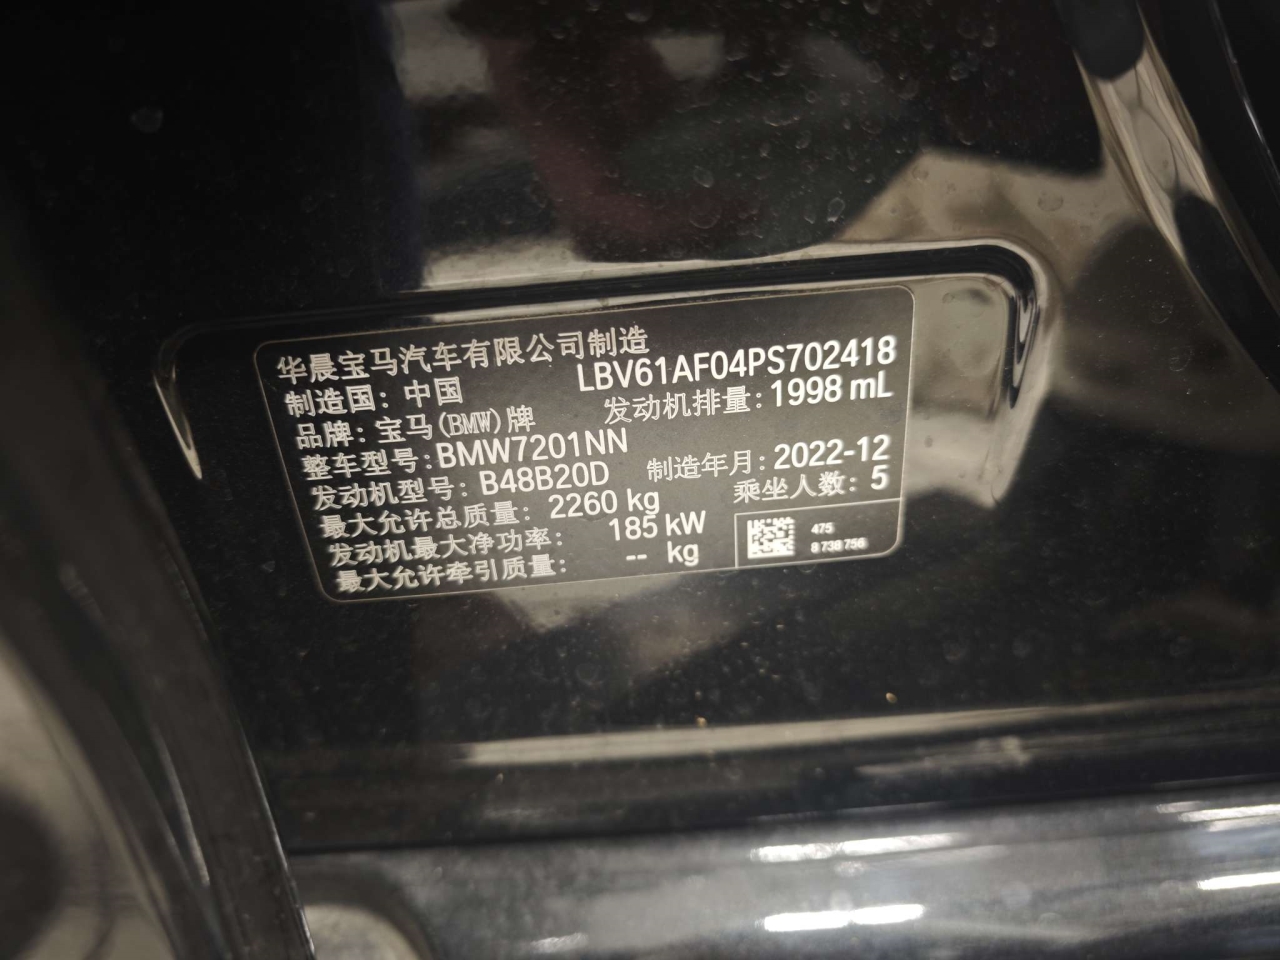 华晨宝马汽车有限公司制造
制造国: 中国 LBV61AF04PS702418
品牌: 宝马(BMW)牌 发动机排量: 1998 mL
整车型号: BMW7201NN
发动机型号: B48B20D 制造年月: 2022-12
最大允许总质量: 2260 kg 乘坐人数: 5
发动机最大净功率: 185 kW
最大允许牵引质量: -- kg
475
8 738 756